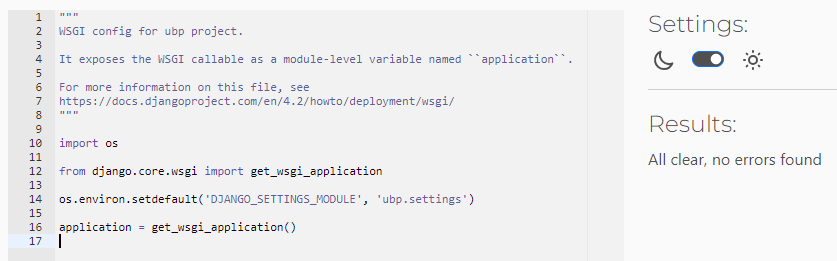 1 """
2 WSGI config for ubp project.
3
4 It exposes the WSGI callable as a module-level variable named ``application``.
5
6 For more information on this file, see
7 https://docs.djangoproject.com/en/4.2/howto/deployment/wsgi/
8 """
9
10 import os
11
12 from django.core.wsgi import get_wsgi_application
13
14 os.environ.setdefault('DJANGO_SETTINGS_MODULE', 'ubp.settings')
15
16 application = get_wsgi_application()
17
Settings:
Results:
All clear, no errors found